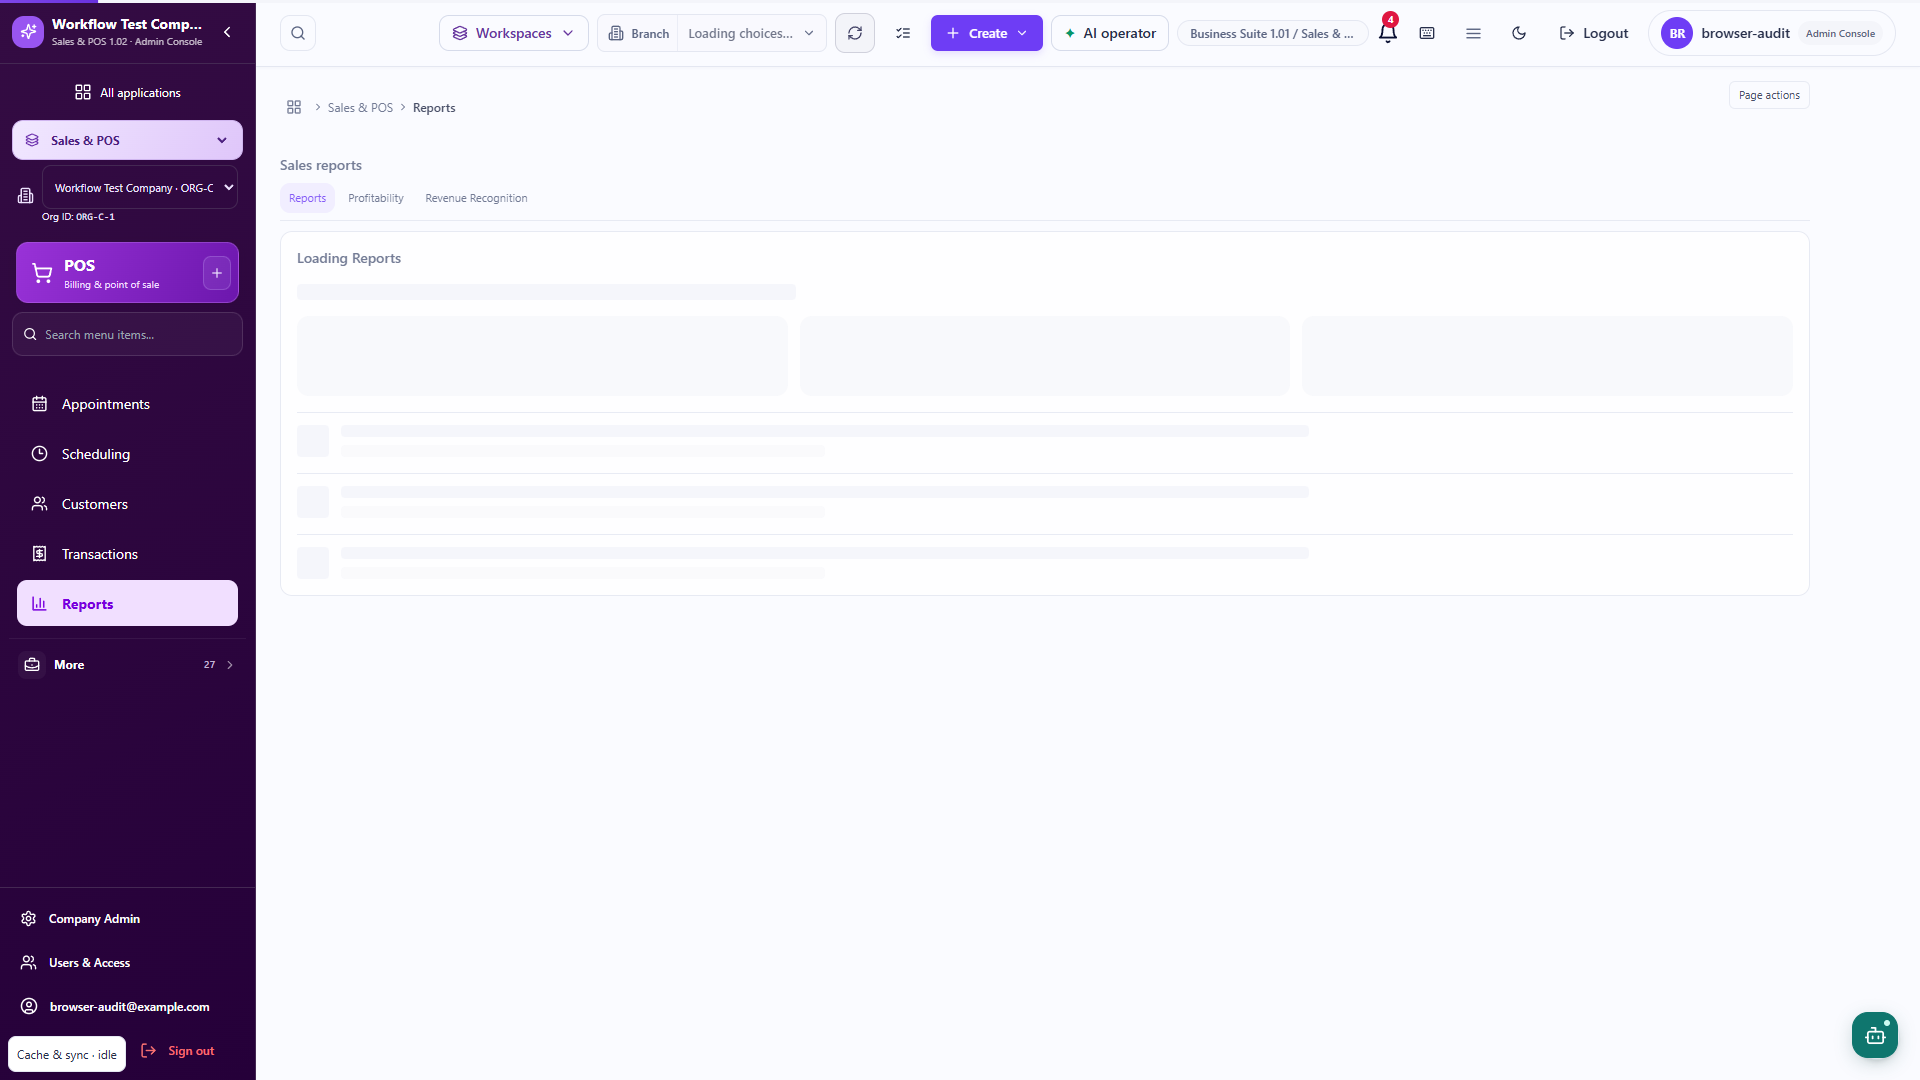 Workflow Test Comp...
Sales & POS 1.02 · Admin Console
All applications
Sales & POS
Workflow Test Company · ORG-C
Org ID: ORG-C-1
POS
Billing & point of sale
Search menu items...
Appointments
Scheduling
Customers
Transactions
Reports
More 27
Company Admin
Users & Access
browser-audit@example.com
Cache & sync · idle
Sign out
Workspaces
Branch Loading choices...
Create
AI operator
Business Suite 1.01 / Sales & ...
4
Logout
BR browser-audit Admin Console
Sales & POS Reports
Page actions
Sales reports
Reports Profitability Revenue Recognition
Loading Reports